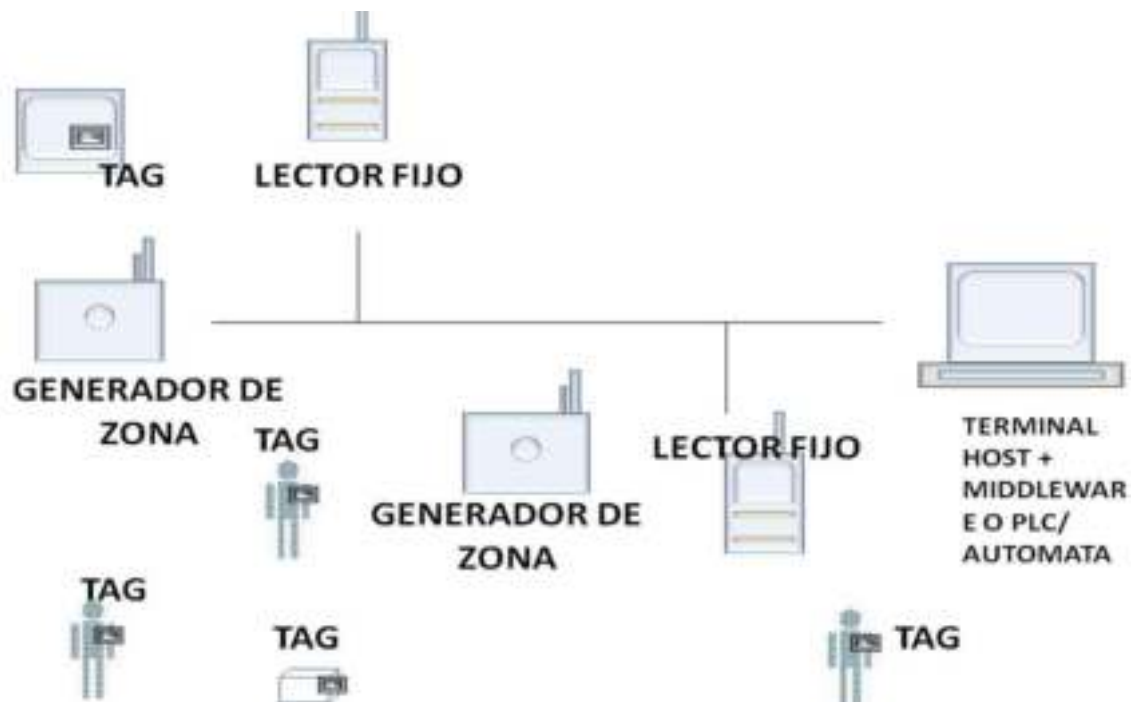 TAG
LECTOR FIJO
GENERADOR DE
ZONA
TAG
GENERADOR DE
ZONA
LECTOR FIJO
TERMINAL
HOST +
MIDDLEWAR
E O PLC/
AUTOMATA
TAG
TAG
TAG